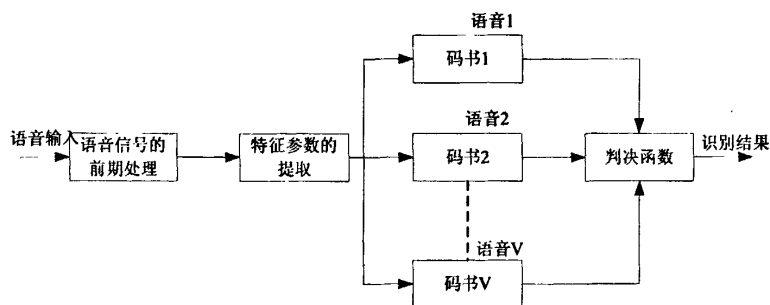 语音1
码书1
语音输入
语音信号的
前期处理
特征参数的
提取
语音2
码书2
判决函数
识别结果
语音V
码书V